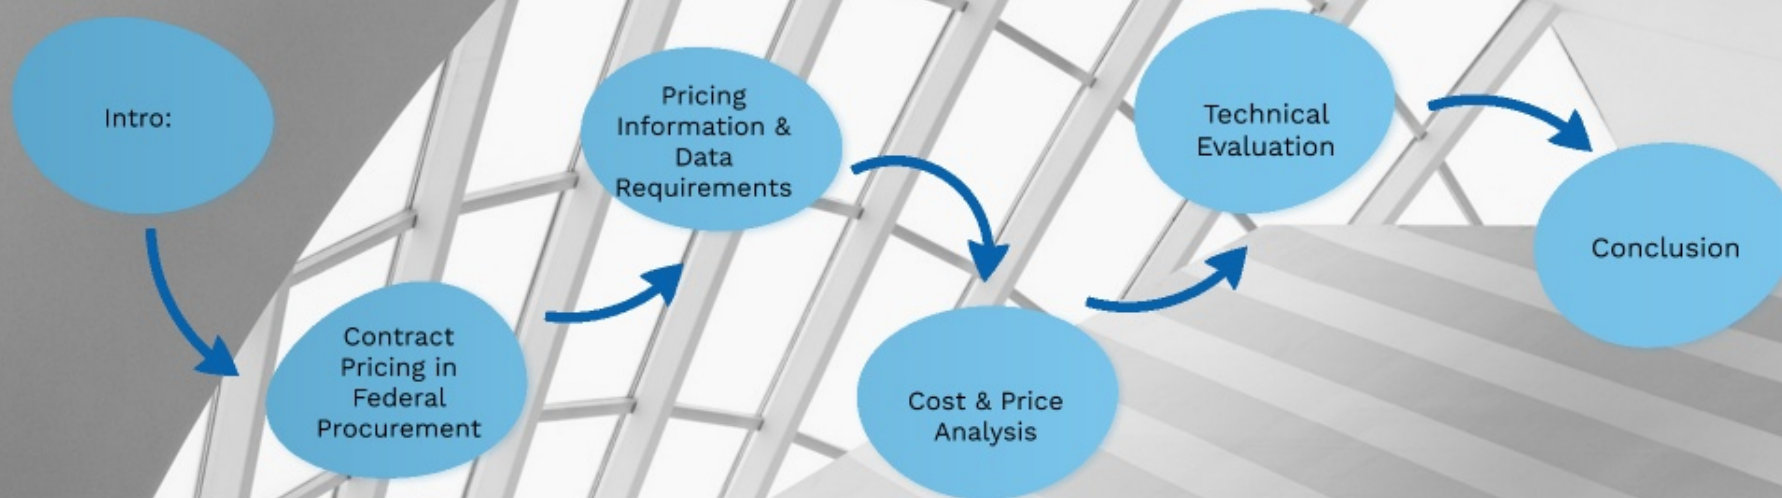 Intro:
Contract
Pricing in
Federal
Procurement
Pricing
Information &
Data
Requirements
Cost & Price
Analysis
Technical
Evaluation
Conclusion